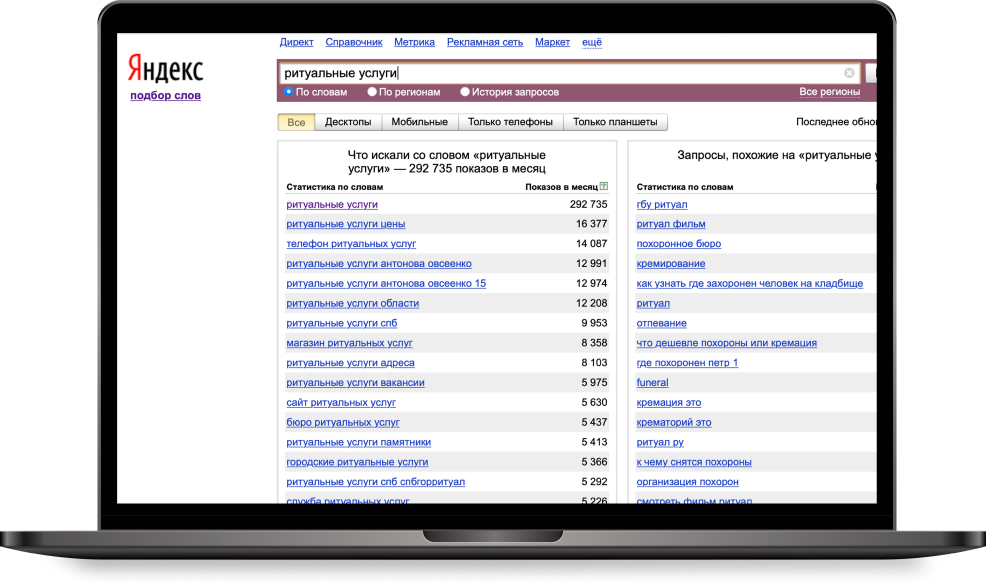 Директ Справочник Метрика Рекламная сеть Маркет ещё
Яндекс
подбор слов
ритуальные услуги
По словам По регионам История запросов Все регионы
Все Десктопы Мобильные Только телефоны Только планшеты Последнее
Что искали со словом «ритуальные
услуги» — 292 735 показов в месяц
Статистика по словам Показов в месяц ?
ритуальные услуги 292 735
ритуальные услуги цены 16 377
телефон ритуальных услуг 14 087
ритуальные услуги антонова овсеенко 12 991
ритуальные услуги антонова овсеенко 15 12 974
ритуальные услуги области 12 208
ритуальные услуги спб 9 953
магазин ритуальных услуг 8 358
ритуальные услуги адреса 8 103
ритуальные услуги вакансии 5 975
сайт ритуальных услуг 5 630
бюро ритуальных услуг 5 437
ритуальные услуги памятники 5 413
городские ритуальные услуги 5 366
ритуальные услуги спб спбгорритуал 5 292
служба ритуальных услуг 5 226
Запросы, похожие на «ритуальные
Статистика по словам
гбу ритуал
ритуал фильм
похоронное бюро
кремирование
как узнать где захоронен человек на кладбище
ритуал
отпевание
что дешевле похороны или кремация
где похоронен петр 1
funeral
кремация это
крематорий это
ритуал ру
к чему снятся похороны
организация похорон
смотреть фильм ритуал